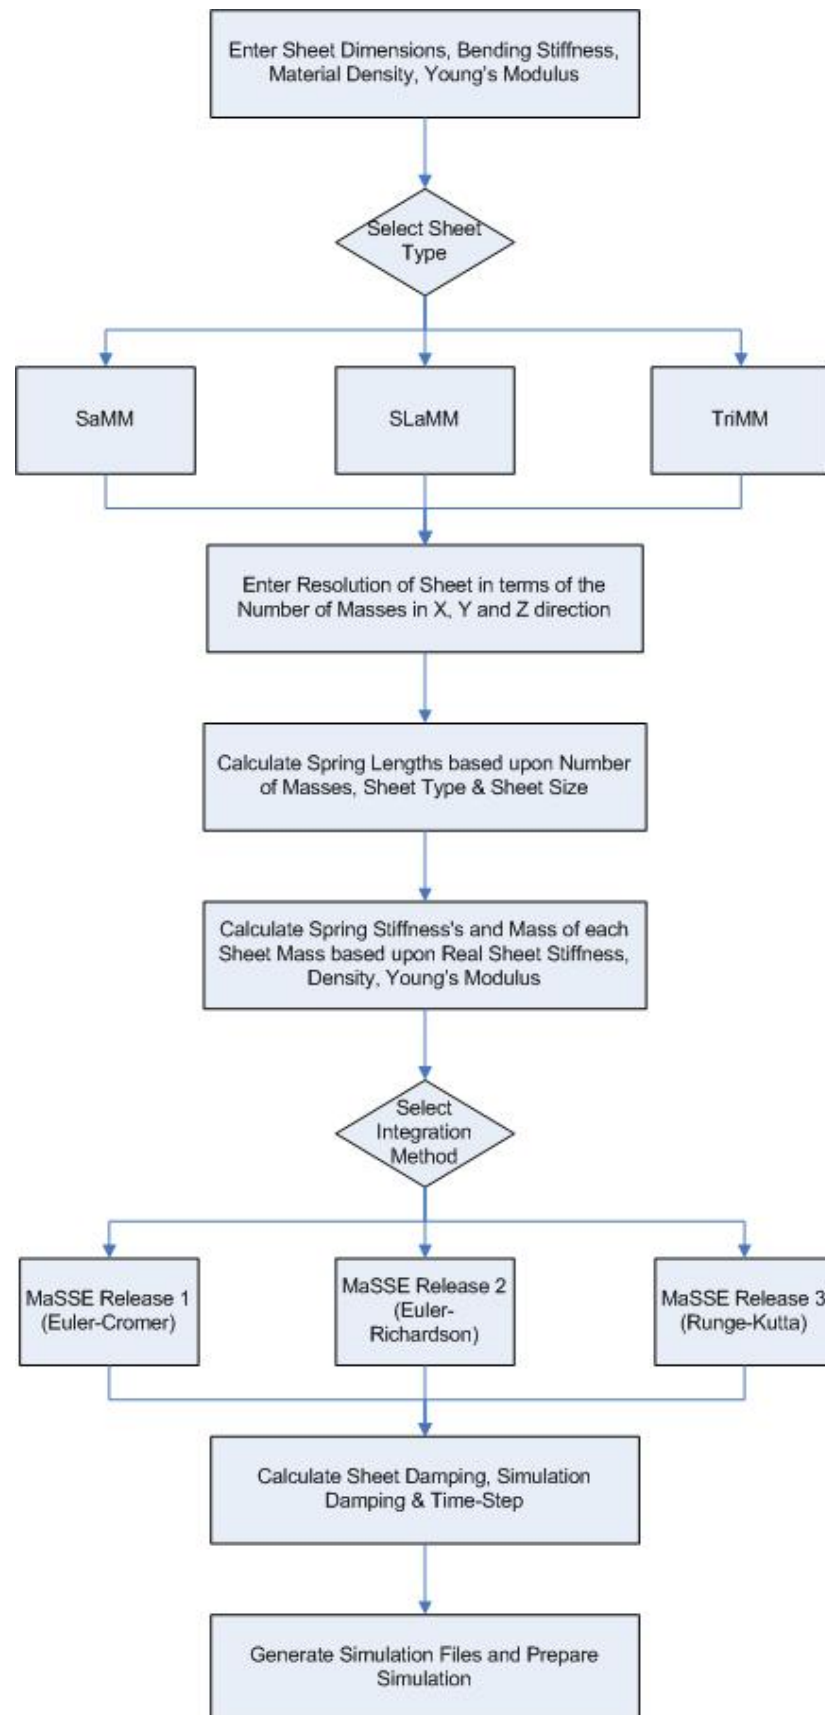 Enter Sheet Dimensions, Bending Stiffness,
Material Density, Young's Modulus
Select Sheet
Type
SaMM
SLaMM
TriMM
Enter Resolution of Sheet in terms of the
Number of Masses in X, Y and Z direction
Calculate Spring Lengths based upon Number
of Masses, Sheet Type & Sheet Size
Calculate Spring Stiffness's and Mass of each
Sheet Mass based upon Real Sheet Stiffness,
Density, Young's Modulus
Select
Integration
Method
MaSSE Release 1
(Euler-Cromer)
MaSSE Release 2
(Euler-
Richardson)
MaSSE Release 3
(Runge-Kutta)
Calculate Sheet Damping, Simulation
Damping & Time-Step
Generate Simulation Files and Prepare
Simulation